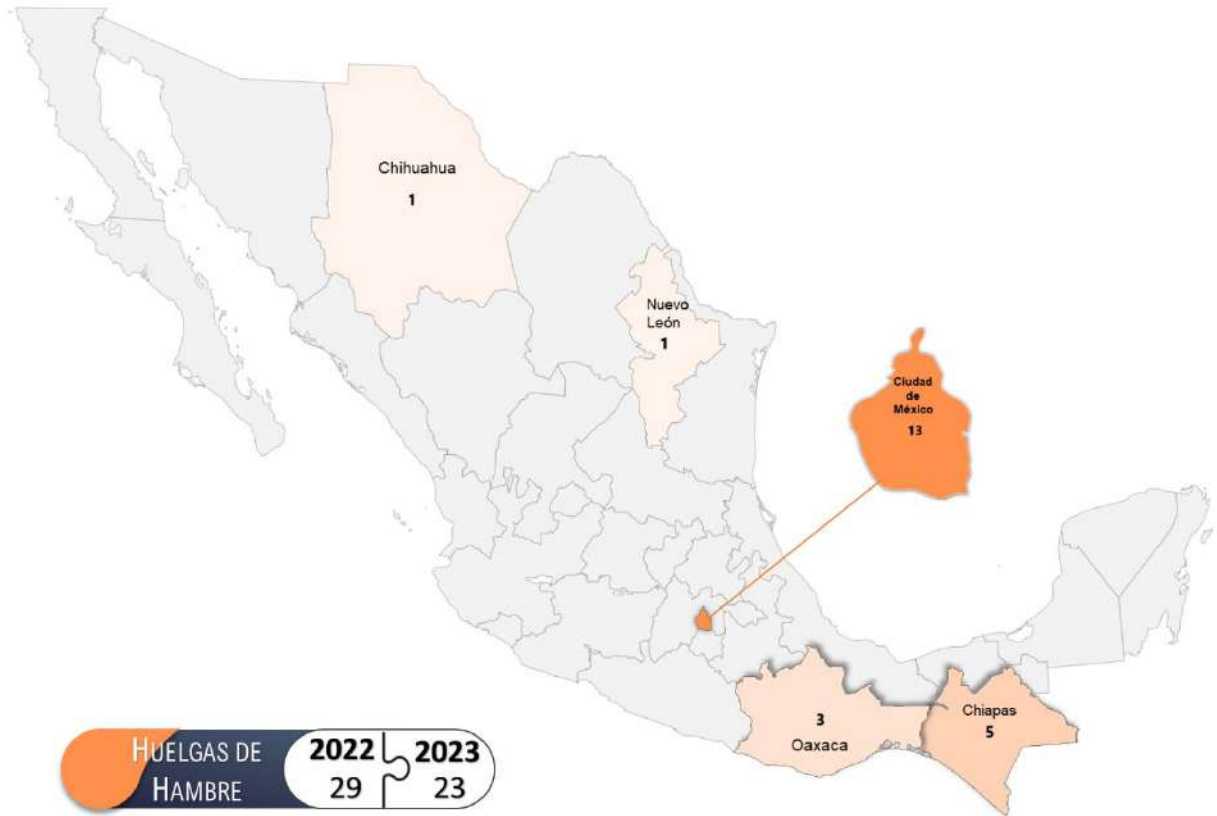 Chihuahua
1
Nuevo
León
1
Ciudad
de
México
13
3
Oaxaca
Chiapas
5
HUELGAS DE
HAMBRE
2022
29
2023
23